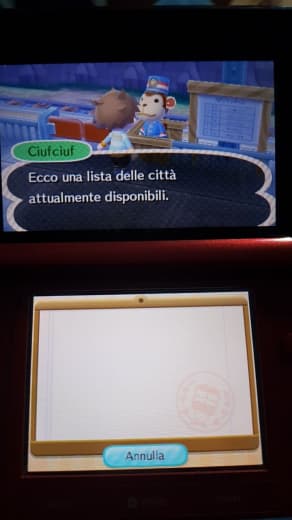 Ciufciuf
Ecco una lista delle città
attualmente disponibili.
Annulla